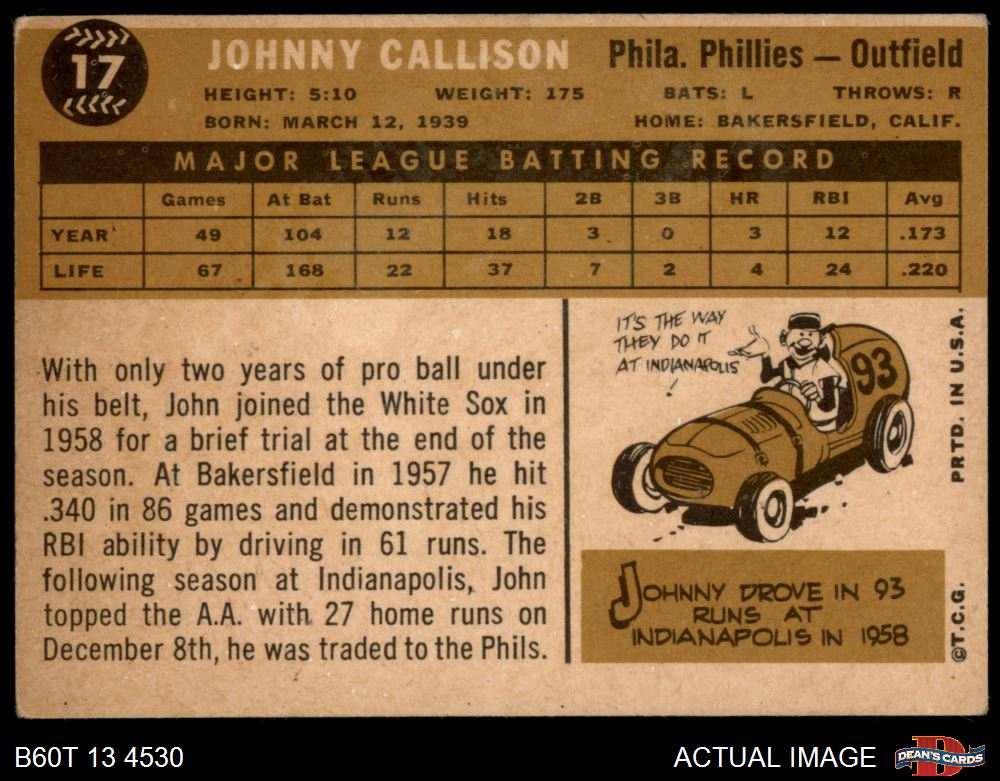 17
JOHNNY CALLISON
Phila. Phillies — Outfield
HEIGHT: 5:10 WEIGHT: 175 BATS: L THROWS: R
BORN: MARCH 12, 1939 HOME: BAKERSFIELD, CALIF.
MAJOR LEAGUE BATTING RECORD
Games At Bat Runs Hits 2B 3B HR RBI Avg
YEAR 49 104 12 18 3 0 3 12 .173
LIFE 67 168 22 37 7 2 4 24 .220
With only two years of pro ball under
his belt, John joined the White Sox in
1958 for a brief trial at the end of the
season. At Bakersfield in 1957 he hit
.340 in 86 games and demonstrated his
RBI ability by driving in 61 runs. The
following season at Indianapolis, John
topped the A.A. with 27 home runs on
December 8th, he was traded to the Phils.
IT'S THE WAY
THEY DO IT
AT INDIANAPOLIS
!
93
JOHNNY DROVE IN 93
RUNS AT
INDIANAPOLIS IN 1958
PRTD. IN U.S.A.
©T.C.G.
B60T 13 4530
ACTUAL IMAGE
D
DEAN'S CARDS